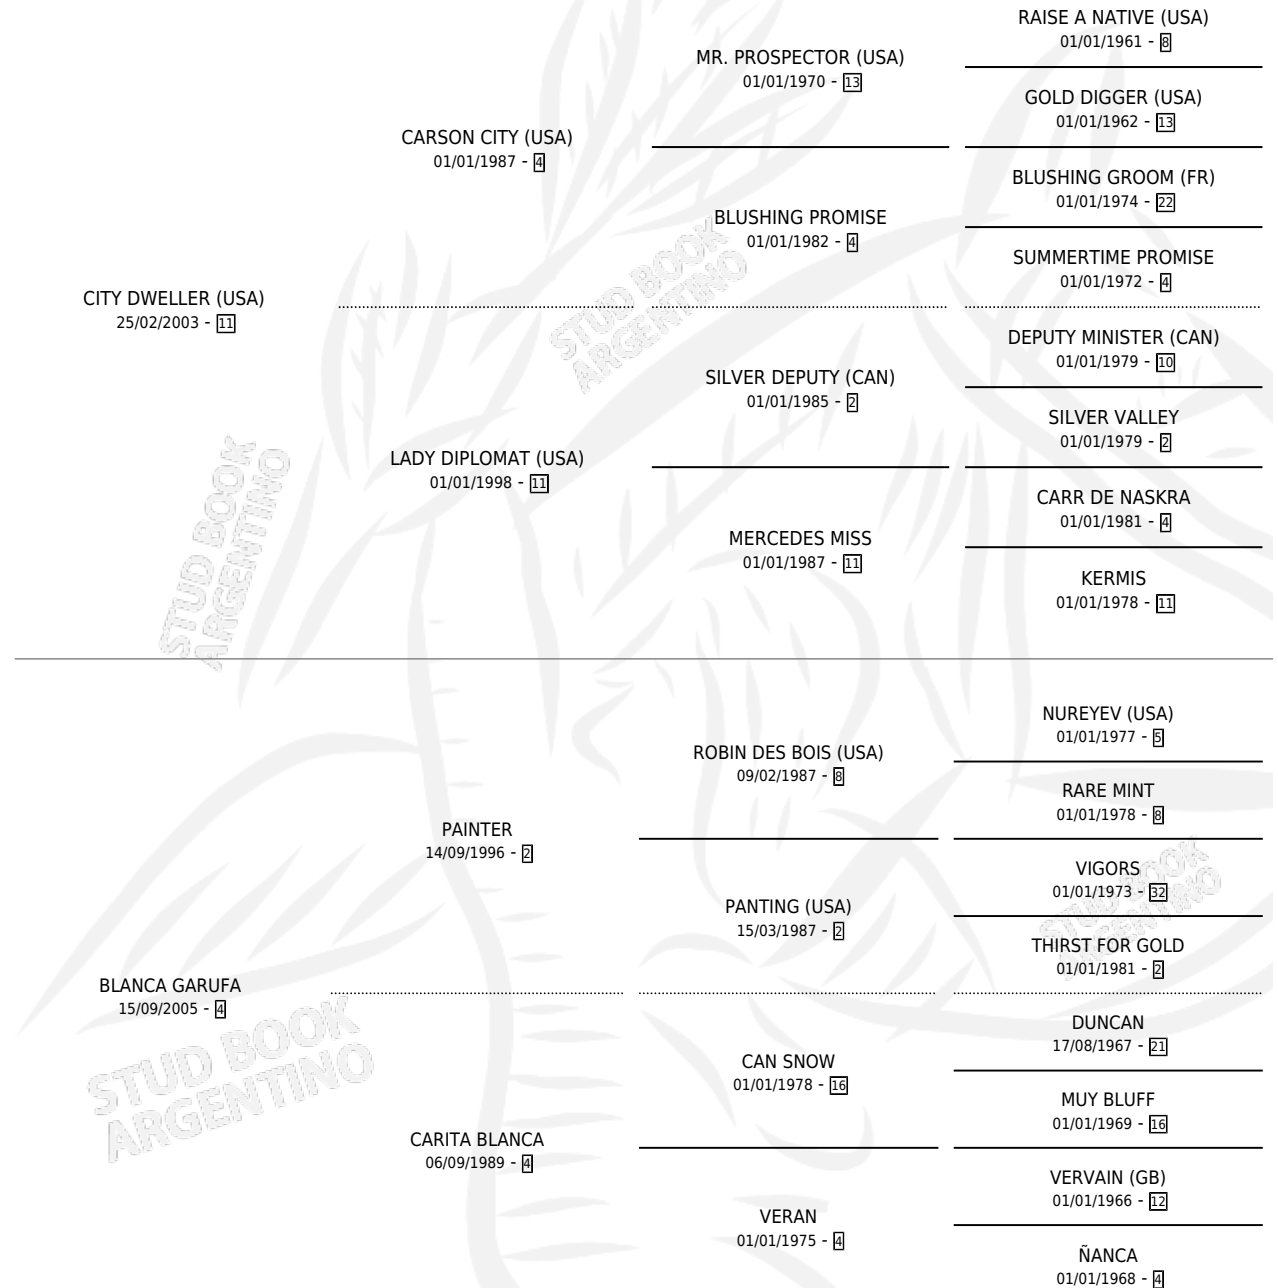 RAISE A NATIVE (USA)
01/01/1961 - 8
MR. PROSPECTOR (USA)
01/01/1970 - 13
GOLD DIGGER (USA)
01/01/1962 - 13
CARSON CITY (USA)
01/01/1987 - 4
BLUSHING GROOM (FR)
01/01/1974 - 22
BLUSHING PROMISE
01/01/1982 - 4
SUMMERTIME PROMISE
01/01/1972 - 4
CITY DWELLER (USA)
25/02/2003 - 11
STUD BOOK
ARGENTINO
DEPUTY MINISTER (CAN)
01/01/1979 - 10
SILVER DEPUTY (CAN)
01/01/1985 - 2
SILVER VALLEY
01/01/1979 - 2
LADY DIPLOMAT (USA)
01/01/1998 - 11
CARR DE NASKRA
01/01/1981 - 4
MERCEDES MISS
01/01/1987 - 11
KERMIS
01/01/1978 - 11
STUD BOOK
ARGENTINO
NUREYEV (USA)
01/01/1977 - 5
ROBIN DES BOIS (USA)
09/02/1987 - 8
RARE MINT
01/01/1978 - 8
PAINTER
14/09/1996 - 2
VIGORS
01/01/1973 - 32
PANTING (USA)
15/03/1987 - 2
THIRST FOR GOLD
01/01/1981 - 2
STUD BOOK
ARGENTINO
BLANCA GARUFA
15/09/2005 - 4
DUNCAN
17/08/1967 - 21
CAN SNOW
01/01/1978 - 16
MUY BLUFF
01/01/1969 - 16
STUD BOOK
ARGENTINO
CARITA BLANCA
06/09/1989 - 4
VERVAIN (GB)
01/01/1966 - 12
VERAN
01/01/1975 - 4
ÑANCA
01/01/1968 - 4